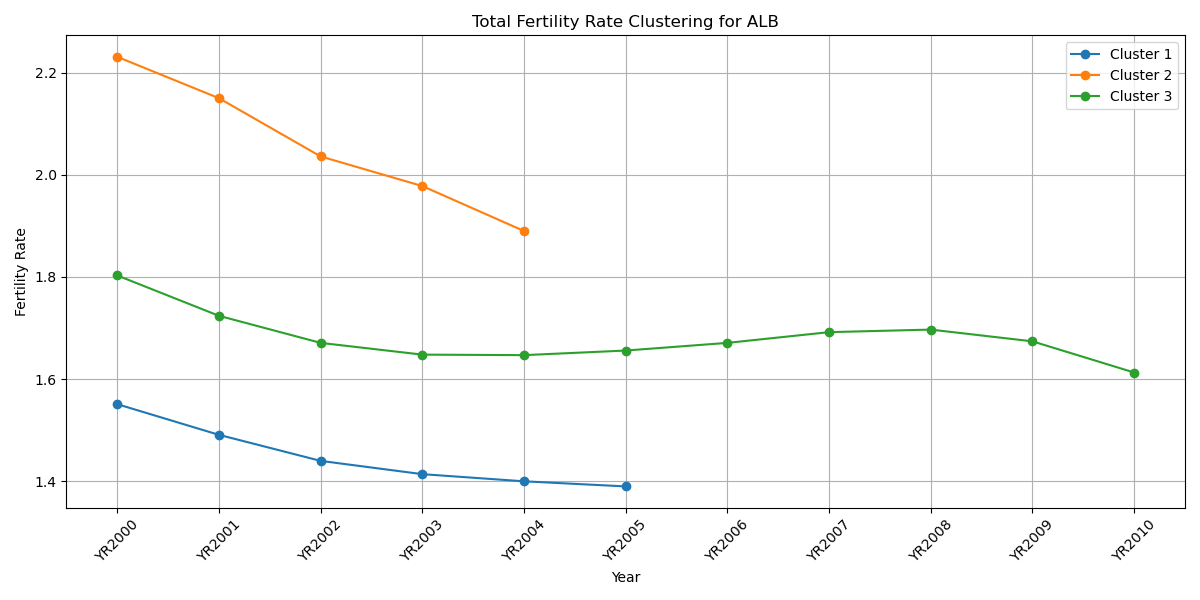 Total Fertility Rate Clustering for ALB
Cluster 1
Cluster 2
Cluster 3
Fertility Rate
2.2
2.0
1.8
1.6
1.4
YR2000
YR2001
YR2002
YR2003
YR2004
YR2005
YR2006
YR2007
YR2008
YR2009
YR2010
Year